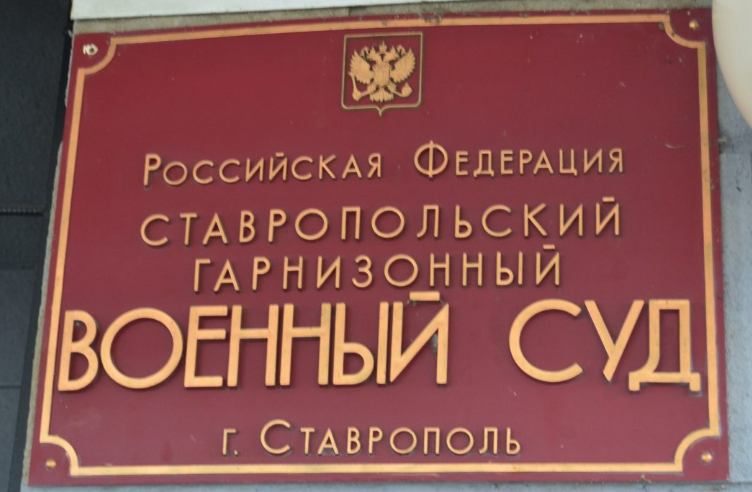 Российская Федерация
СТАВРОПОЛЬСКИЙ
ГАРНИЗОННЫЙ
ВОЕННЫЙ СУД
г. Ставрополь